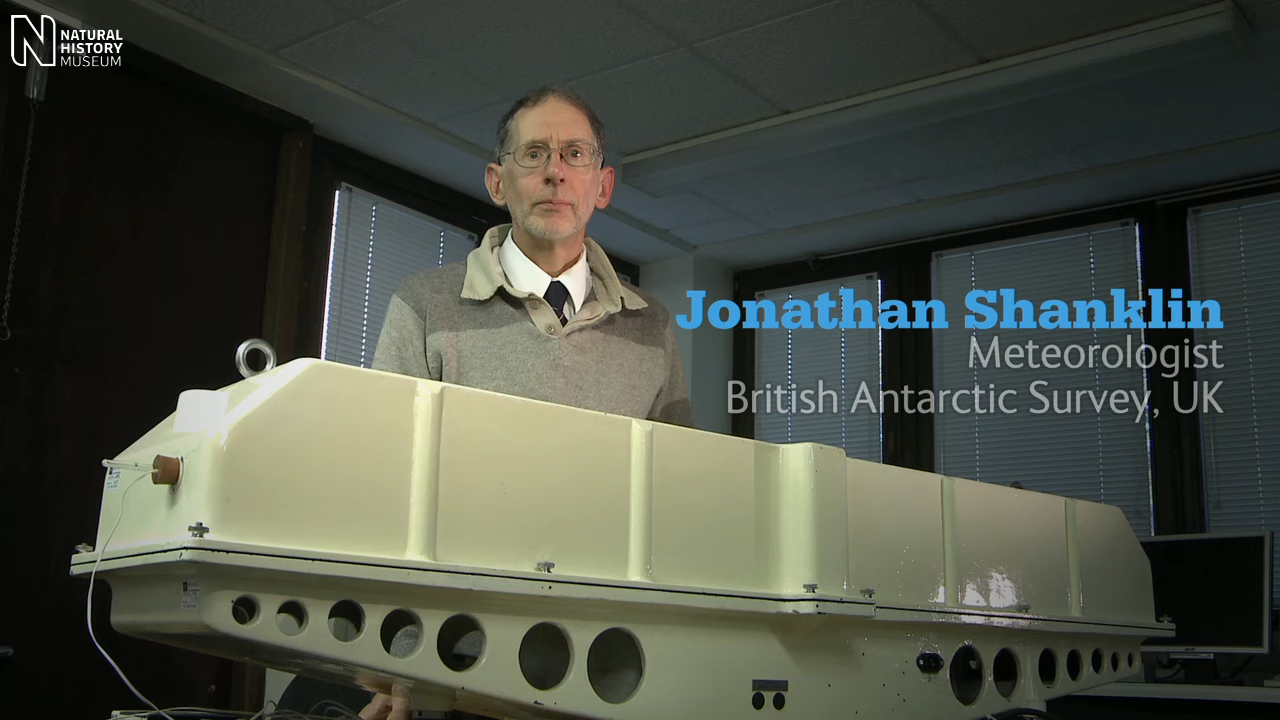 NATURAL
HISTORY
MUSEUM
Jonathan Shanklin
Meteorologist
British Antarctic Survey, UK